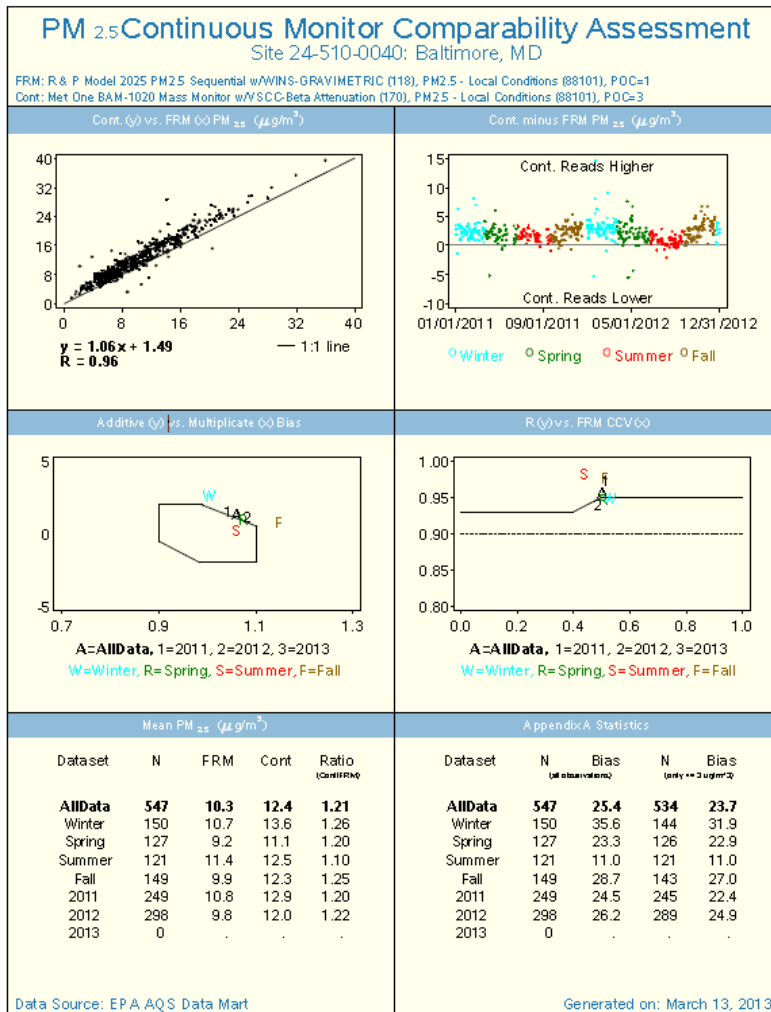 PM 2.5 Continuous Monitor Comparability Assessment
Site 24-510-0040: Baltimore, MD
FRM: R & P Model 2025 PM2.5 Sequential w/WINS-GRAVIMETRIC (118), PM2.5 - Local Conditions (88101), POC=1
Cont: Met One BAM-1020 Mass Monitor w/VSCC-Beta Attenuation (170), PM2.5 - Local Conditions (88101), POC=3
Cont. (y) vs. FRM (x) PM 2.5 (μg/m³)
40
32
24
16
8
0
0 8 16 24 32 40
y = 1.06x + 1.49
R = 0.96
1:1 line
Cont. minus FRM PM 2.5 (μg/m³)
15
10
5
0
-5
-10
Cont. Reads Higher
Cont. Reads Lower
01/01/2011 09/01/2011 05/01/2012 12/31/2012
Winter Spring Summer Fall
Additive (y) vs. Multiplicate (x) Bias
5
0
-5
W
1 A 2
R
S
F
0.7 0.9 1.1 1.3
A=AllData, 1=2011, 2=2012, 3=2013
W=Winter, R=Spring, S=Summer, F=Fall
R (y) vs. FRM CCV (x)
1.00
0.95
0.90
0.85
0.80
S
F
1
A
W
2
0.0 0.2 0.4 0.6 0.8 1.0
A=AllData, 1=2011, 2=2012, 3=2013
W=Winter, R=Spring, S=Summer, F=Fall
Mean PM 2.5 (μg/m³)
Dataset N FRM Cont Ratio
(Cont/FRM)
AllData 547 10.3 12.4 1.21
Winter 150 10.7 13.6 1.26
Spring 127 9.2 11.1 1.20
Summer 121 11.4 12.5 1.10
Fall 149 9.9 12.3 1.25
2011 249 10.8 12.9 1.20
2012 298 9.8 12.0 1.22
2013 0 . . .
Appendix A Statistics
Dataset N Bias N Bias
(all observations) (only >= 3 ug/m^3)
AllData 547 25.4 534 23.7
Winter 150 35.6 144 31.9
Spring 127 23.3 126 22.9
Summer 121 11.0 121 11.0
Fall 149 28.7 143 27.0
2011 249 24.5 245 22.4
2012 298 26.2 289 24.9
2013 0 . . .
Data Source: EPA AQS Data Mart
Generated on: March 13, 2013